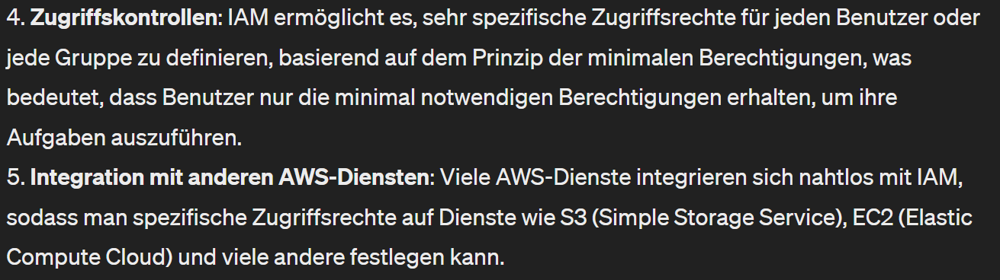 4. Zugriffskontrollen: IAM ermöglicht es, sehr spezifische Zugriffsrechte für jeden Benutzer oder
jede Gruppe zu definieren, basierend auf dem Prinzip der minimalen Berechtigungen, was
bedeutet, dass Benutzer nur die minimal notwendigen Berechtigungen erhalten, um ihre
Aufgaben auszuführen.
5. Integration mit anderen AWS-Diensten: Viele AWS-Dienste integrieren sich nahtlos mit IAM,
sodass man spezifische Zugriffsrechte auf Dienste wie S3 (Simple Storage Service), EC2 (Elastic
Compute Cloud) und viele andere festlegen kann.